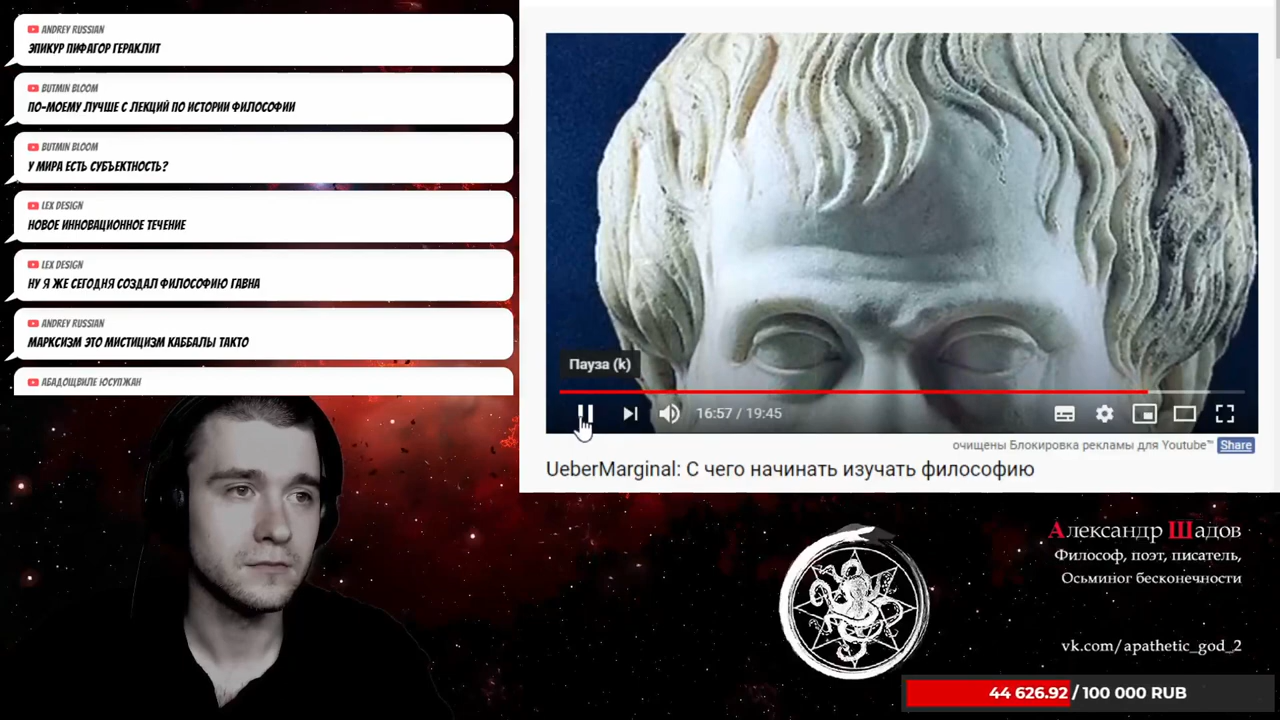 ANDREY RUSSIAN
ЭПИКУР ПИФАГОР ГЕРАКЛИТ
BUTMIN BLOOM
ПО-МОЕМУ ЛУЧШЕ С ЛЕКЦИЙ ПО ИСТОРИИ ФИЛОСОФИИ
BUTMIN BLOOM
У МИРА ЕСТЬ СУБЪЕКТНОСТЬ?
LEX DESIGN
НОВОЕ ИННОВАЦИОННОЕ ТЕЧЕНИЕ
LEX DESIGN
НУ Я ЖЕ СЕГОДНЯ СОЗДАЛ ФИЛОСОФИЮ ГАВНА
ANDREY RUSSIAN
МАРКСИЗМ ЭТО МИСТИЦИЗМ КАББАЛЫ ТАКТО
АБАДОЩВИЛЕ ЮСУПЖАН
Пауза (k)
16:57 / 19:45
очищены Блокировка рекламы для Youtube™ Share
UeberMarginal: С чего начинать изучать философию
Александр Шадов
Философ, поэт, писатель,
Осьминог бесконечности
vk.com/apathetic_god_2
44 626.92 / 100 000 RUB